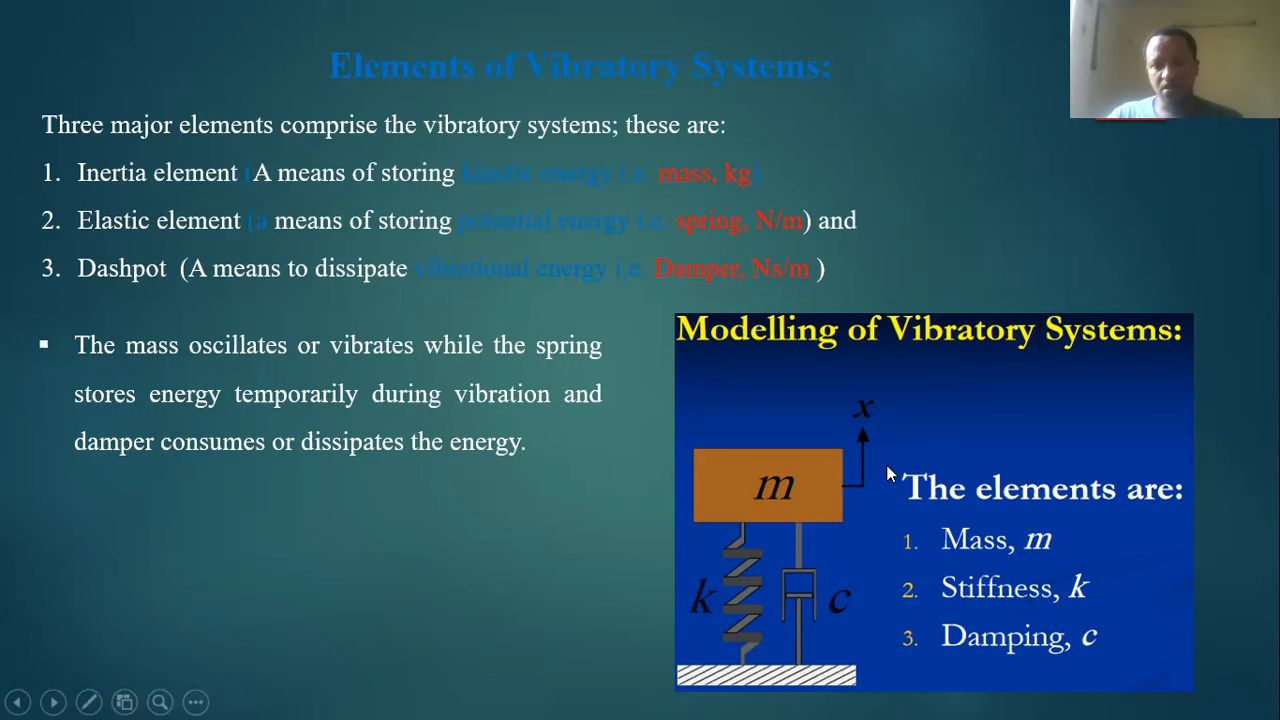 Elements of Vibratory Systems:
Three major elements comprise the vibratory systems; these are:
1. Inertia element (A means of storing kinetic energy i.e. mass, kg)
2. Elastic element (a means of storing potential energy i.e. spring, N/m) and
3. Dashpot (A means to dissipate vibrational energy i.e. Damper, Ns/m )
▪ The mass oscillates or vibrates while the spring
stores energy temporarily during vibration and
damper consumes or dissipates the energy.
Modelling of Vibratory Systems:
x
m
k
c
The elements are:
1. Mass, m
2. Stiffness, k
3. Damping, c